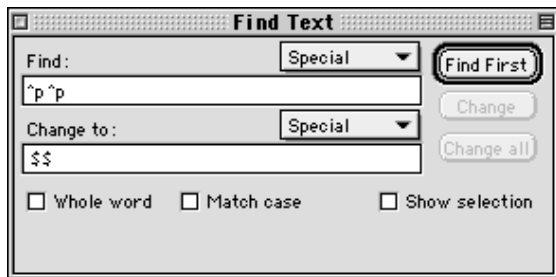 Find Text
Find:
Special
Find First
^p^p
Change
Change to:
Special
Change all
$$
Whole word
Match case
Show selection